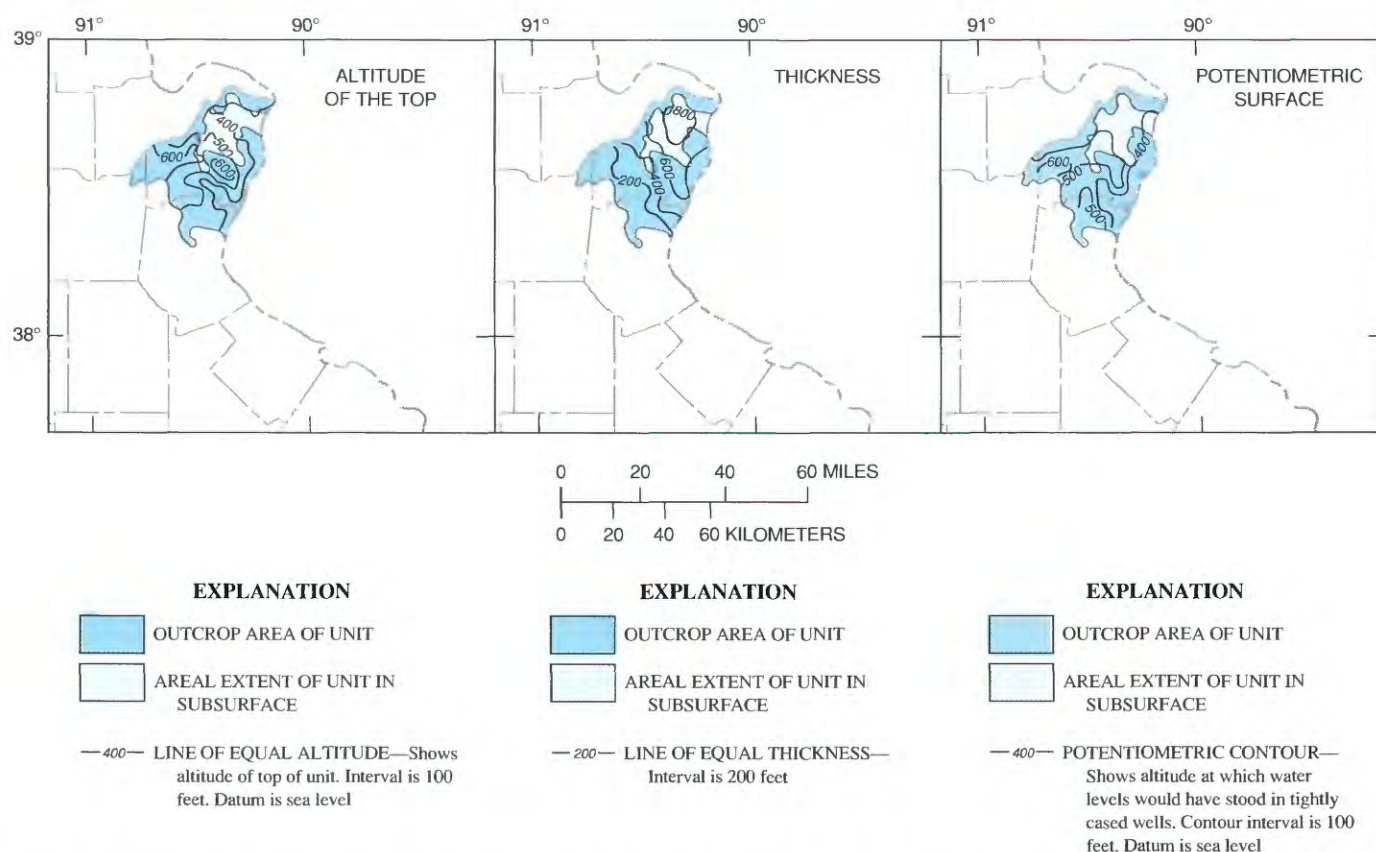 91° 90° 91° 90° 91° 90°
39°
ALTITUDE
OF THE TOP
400
500
600
600
THICKNESS
800
600
400
200
POTENTIOMETRIC
SURFACE
400
600
500
500
38°
0 20 40 60 MILES
0 20 40 60 KILOMETERS
EXPLANATION
OUTCROP AREA OF UNIT
AREAL EXTENT OF UNIT IN
SUBSURFACE
—400— LINE OF EQUAL ALTITUDE—Shows
altitude of top of unit. Interval is 100
feet. Datum is sea level
EXPLANATION
OUTCROP AREA OF UNIT
AREAL EXTENT OF UNIT IN
SUBSURFACE
—200— LINE OF EQUAL THICKNESS—
Interval is 200 feet
EXPLANATION
OUTCROP AREA OF UNIT
AREAL EXTENT OF UNIT IN
SUBSURFACE
—400— POTENTIOMETRIC CONTOUR—
Shows altitude at which water
levels would have stood in tightly
cased wells. Contour interval is 100
feet. Datum is sea level